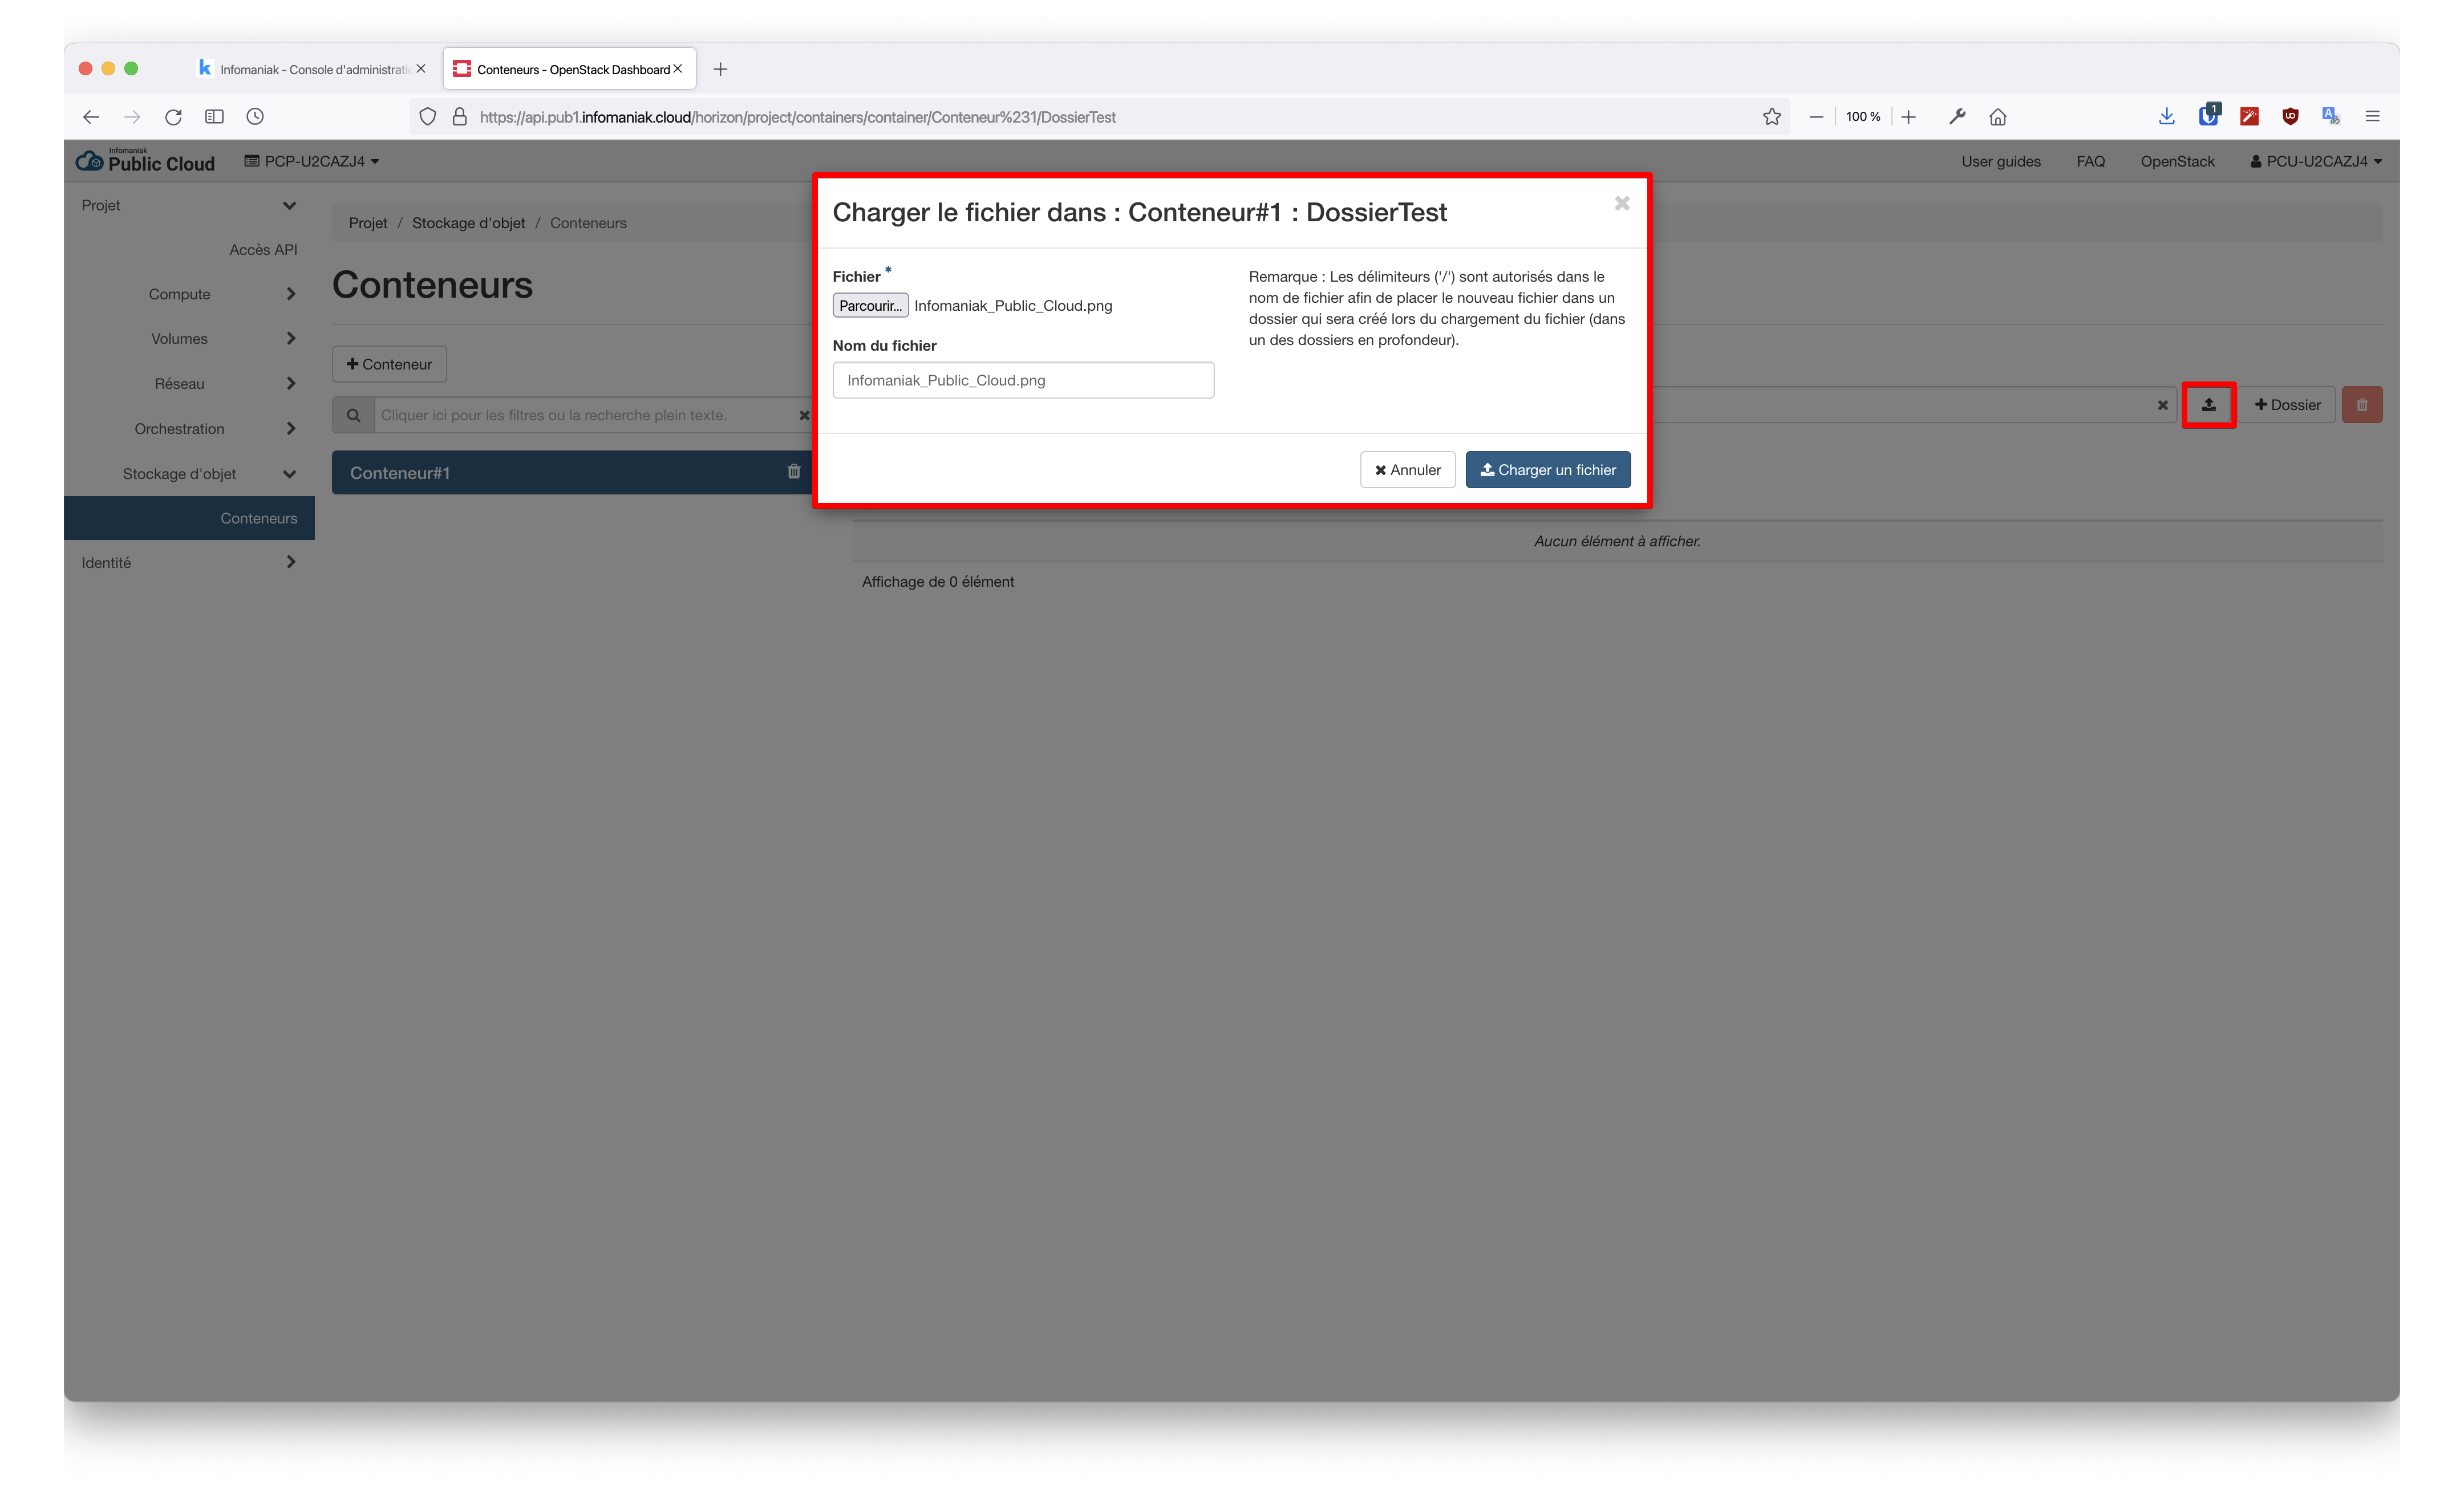 Infomaniak - Console d'administratic
Conteneurs - OpenStack Dashboard
https://api.pub1.infomaniak.cloud/horizon/project/containers/container/Conteneur%231/DossierTest
100 %
1
Infomaniak
Public Cloud
PCP-U2CAZJ4
User guides
FAQ
OpenStack
PCU-U2CAZJ4
Projet
Accès API
Compute
Volumes
Réseau
Orchestration
Stockage d'objet
Conteneurs
Identité
Projet / Stockage d'objet / Conteneurs
Conteneurs
Conteneur
Cliquer ici pour les filtres ou la recherche plein texte.
Conteneur#1
Charger le fichier dans : Conteneur#1 : DossierTest
Fichier *
Parcourir... Infomaniak_Public_Cloud.png
Nom du fichier
Infomaniak_Public_Cloud.png
Remarque : Les délimiteurs ('/') sont autorisés dans le
nom de fichier afin de placer le nouveau fichier dans un
dossier qui sera créé lors du chargement du fichier (dans
un des dossiers en profondeur).
Annuler
Charger un fichier
Dossier
Aucun élément à afficher.
Affichage de 0 élément